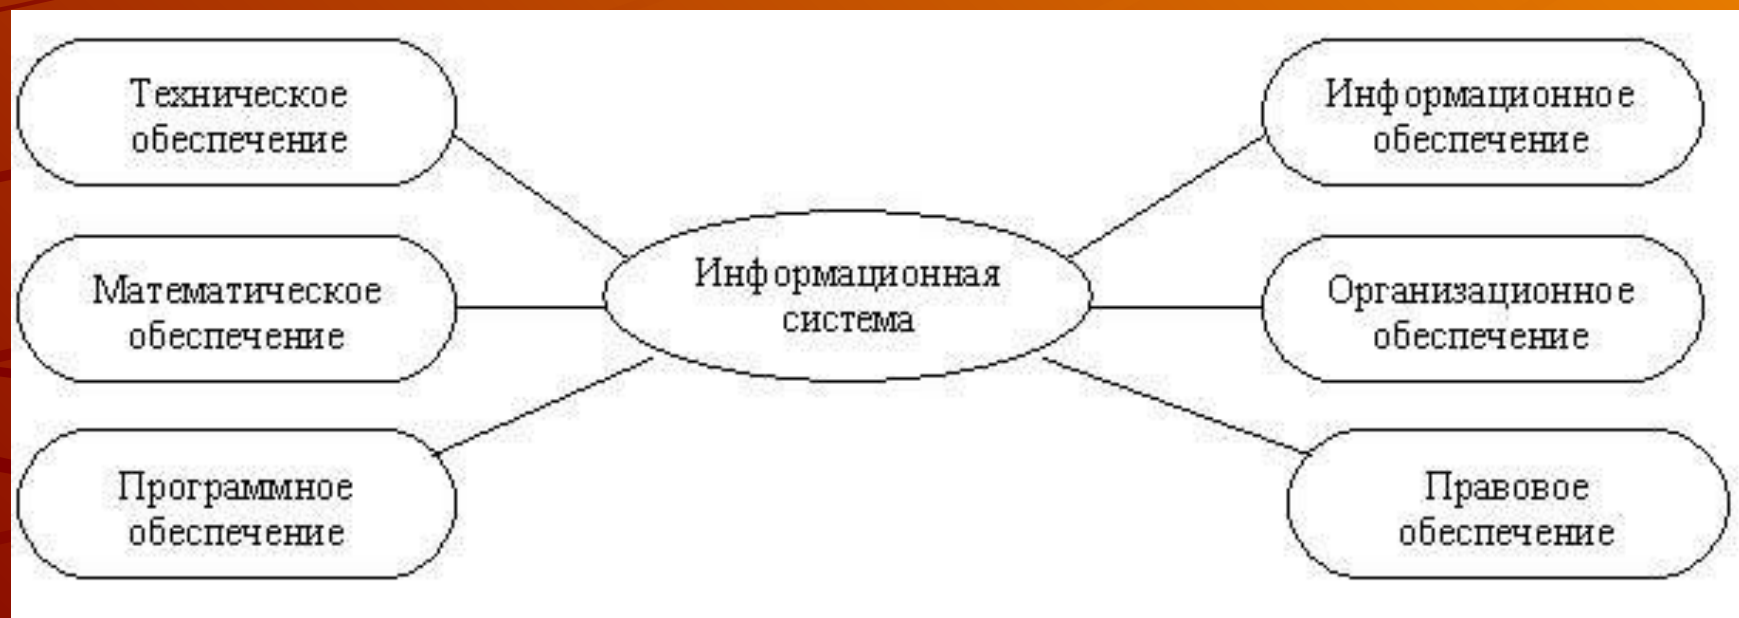 Техническое
обеспечение
Математическое
обеспечение
Программное
обеспечение
Информационная
система
Информационное
обеспечение
Организационное
обеспечение
Правовое
обеспечение